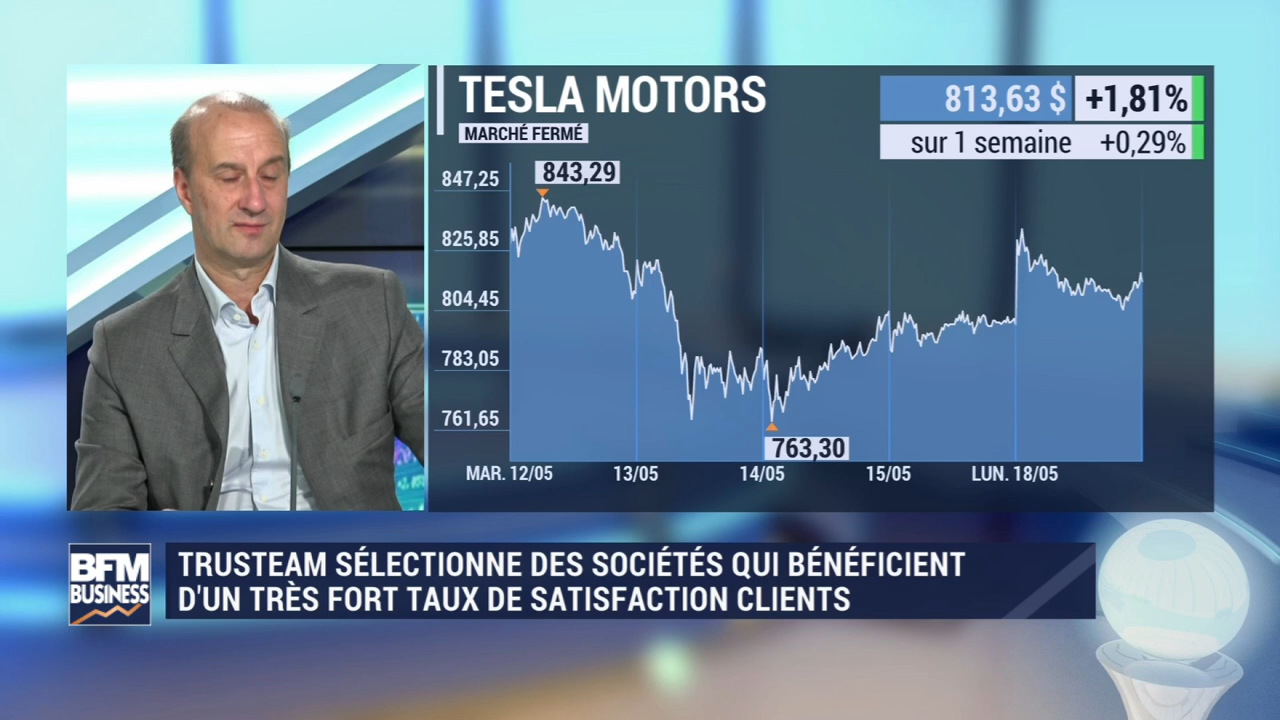 TESLA MOTORS
MARCHÉ FERMÉ
813,63 $ +1,81%
sur 1 semaine +0,29%
843,29
847,25
825,85
804,45
783,05
761,65
763,30
MAR. 12/05 13/05 14/05 15/05 LUN. 18/05
BFM
BUSINESS
TRUSTEAM SÉLECTIONNE DES SOCIÉTÉS QUI BÉNÉFICIENT
D'UN TRÈS FORT TAUX DE SATISFACTION CLIENTS